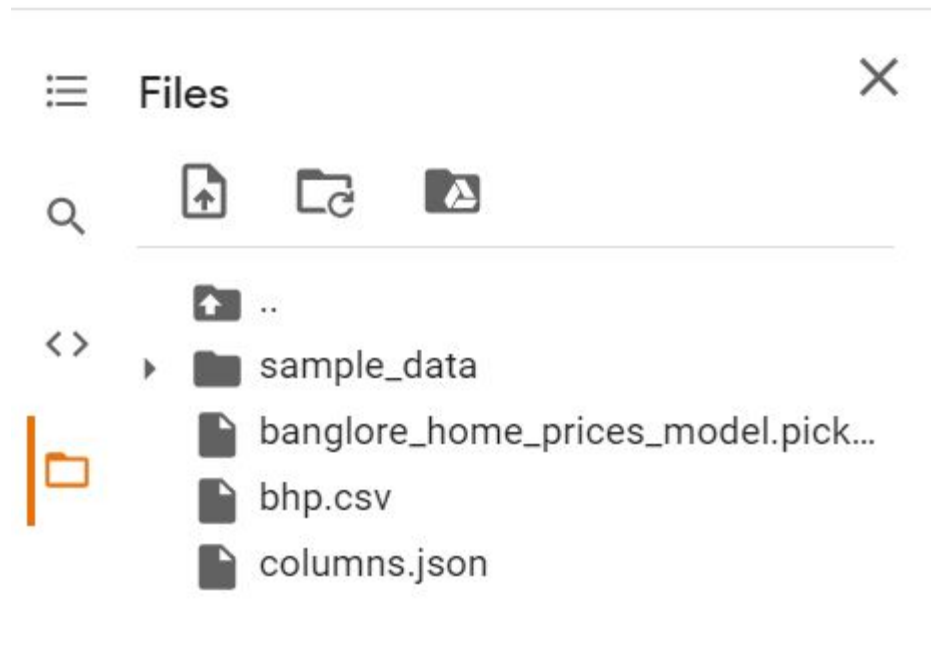 Files
..
sample_data
banglore_home_prices_model.pick...
bhp.csv
columns.json